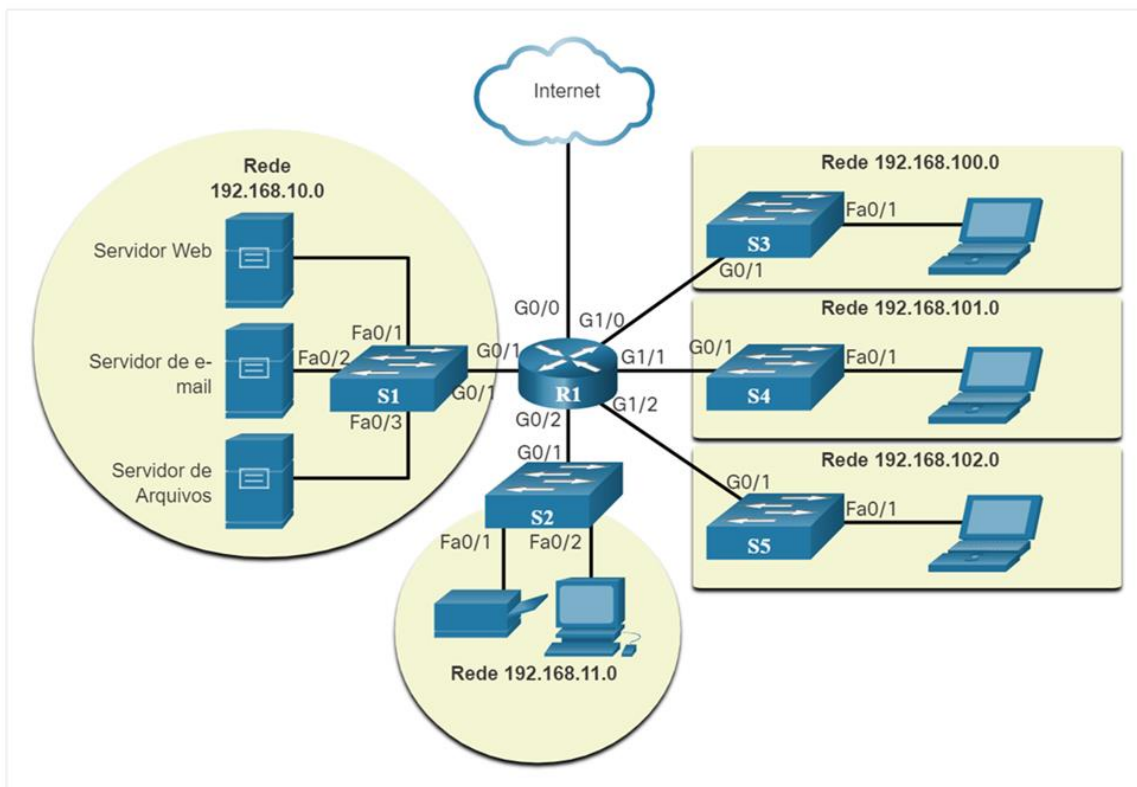 Internet
Rede
192.168.10.0
Servidor Web
Fa0/1
Servidor de e-
mail
Fa0/2
S1
G0/1
G0/1
Fa0/3
Servidor de
Arquivos
G0/0
G1/0
G1/1
R1
G1/2
G0/2
G0/1
S2
Fa0/1
Fa0/2
Rede 192.168.11.0
Rede 192.168.100.0
Fa0/1
S3
G0/1
Rede 192.168.101.0
G0/1
Fa0/1
S4
Rede 192.168.102.0
G0/1
Fa0/1
S5